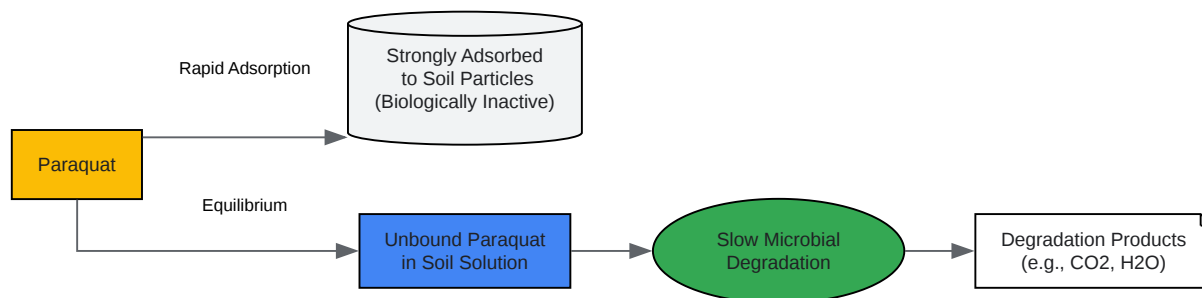 Rapid Adsorption
Strongly Adsorbed
to Soil Particles
(Biologically Inactive)
Paraquat
Equilibrium
Unbound Paraquat
in Soil Solution
Slow Microbial
Degradation
Degradation Products
(e.g., CO2, H2O)